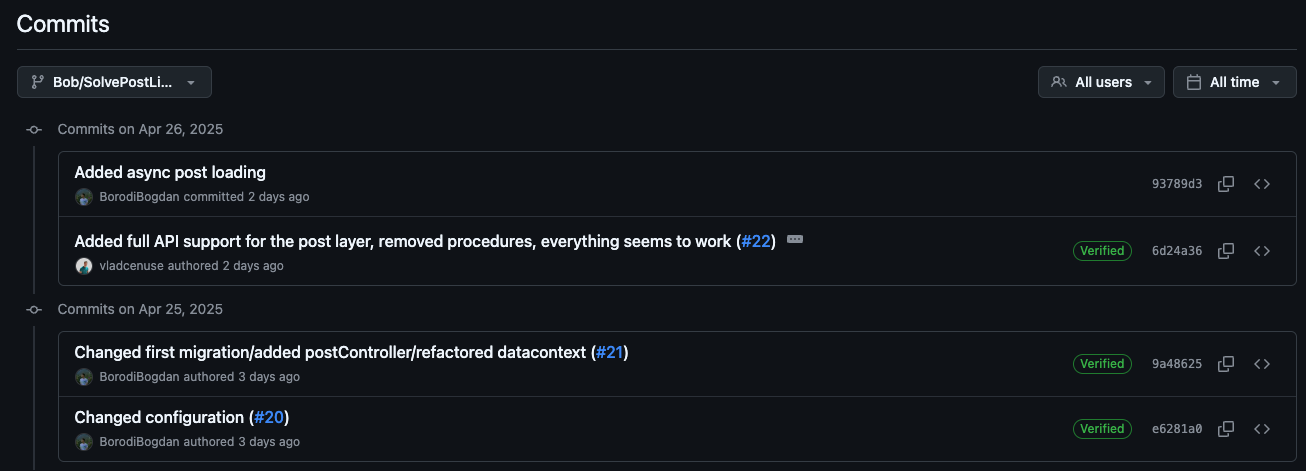 Commits
Bob/SolvePostLi...
All users
All time
Commits on Apr 26, 2025
Added async post loading
BorodiBogdan committed 2 days ago
93789d3
Added full API support for the post layer, removed procedures, everything seems to work (#22)
vladcenuse authored 2 days ago
Verified
6d24a36
Commits on Apr 25, 2025
Changed first migration/added postController/refactored datacontext (#21)
BorodiBogdan authored 3 days ago
Verified
9a48625
Changed configuration (#20)
BorodiBogdan authored 3 days ago
Verified
e6281a0